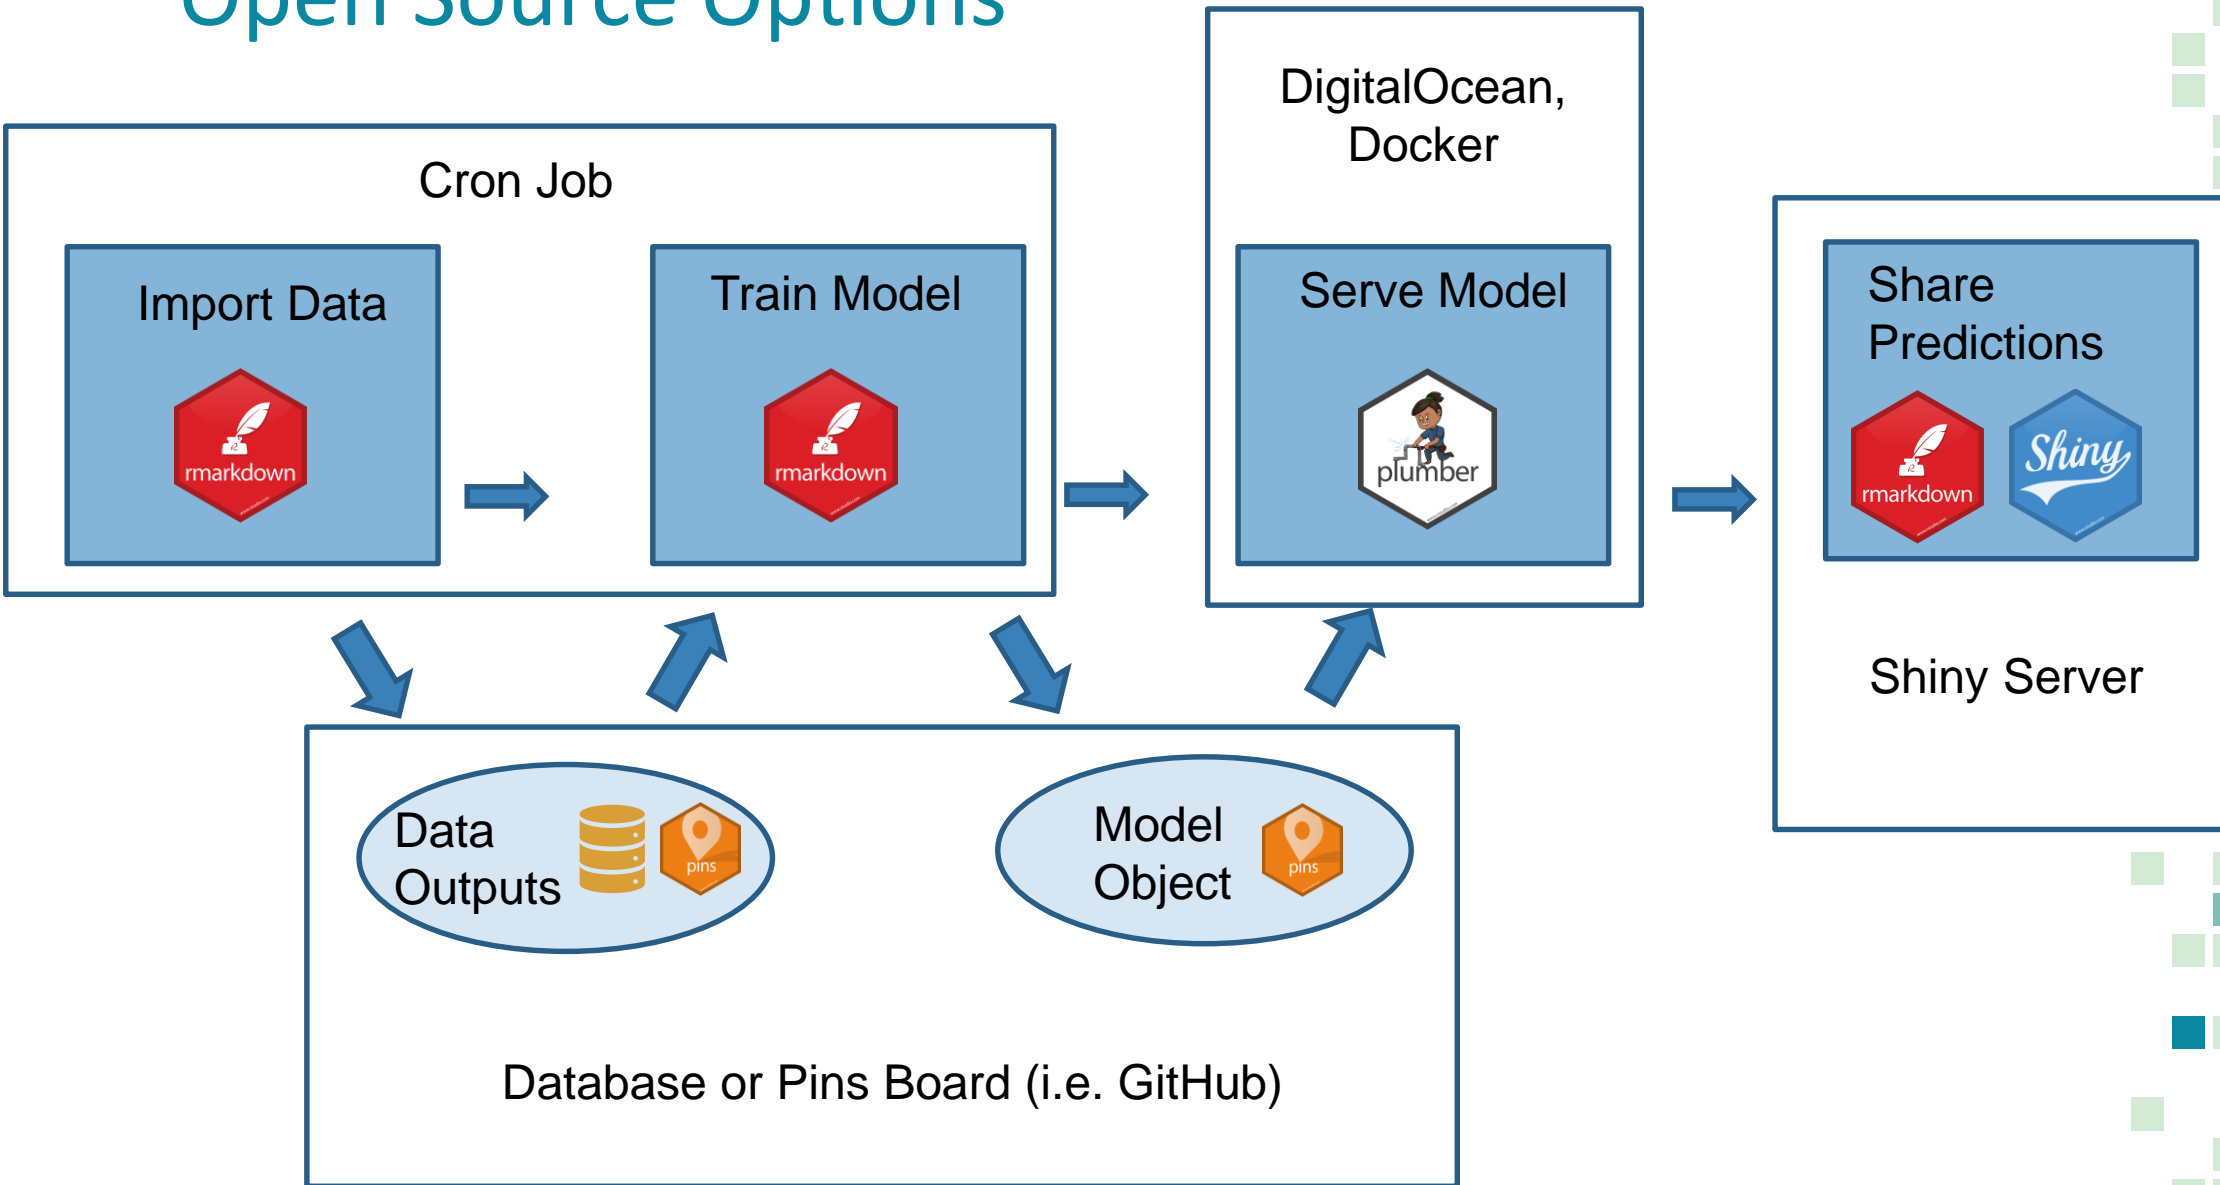 Open Source Options
DigitalOcean,
Docker
Cron Job
Import Data
Train Model
Serve Model
Share
Predictions
rmarkdown
rmarkdown
plumber
rmarkdown
Shiny
Shiny Server
Data
Outputs
pins
Model
Object
pins
Database or Pins Board (i.e. GitHub)